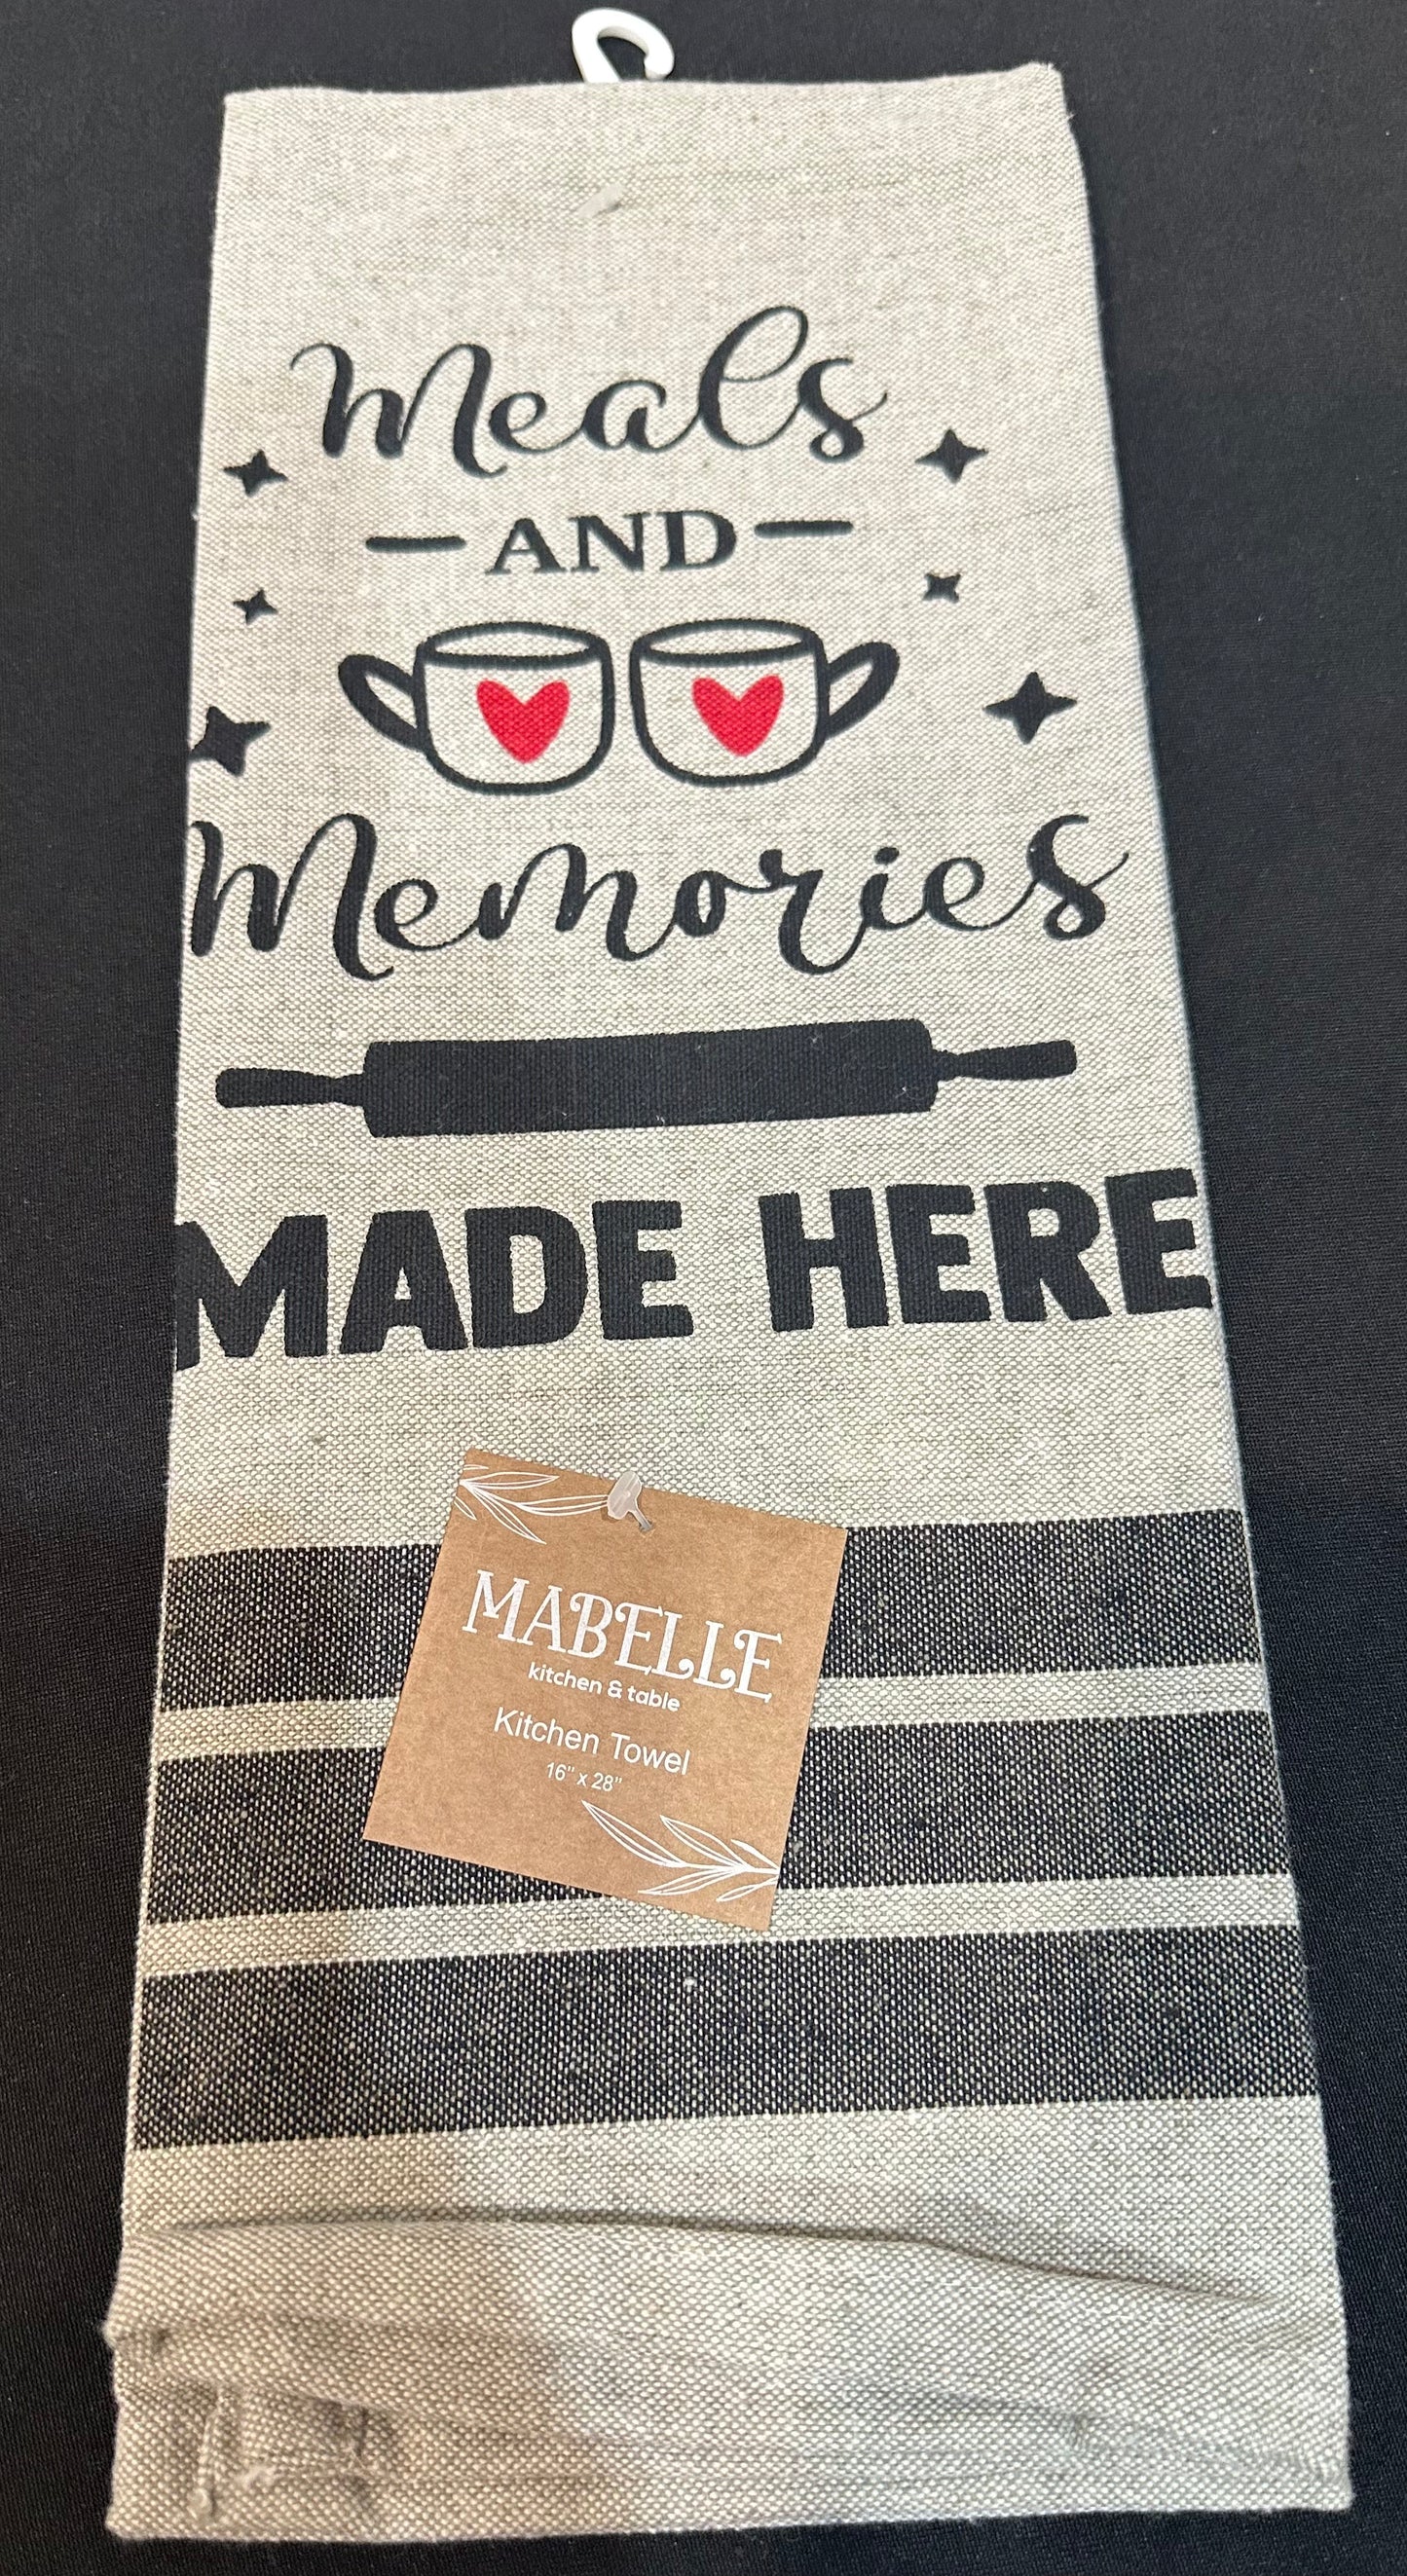 Meals
AND
Memories
MADE HERE
MABELLE
kitchen & table
Kitchen Towel
16" x 28"